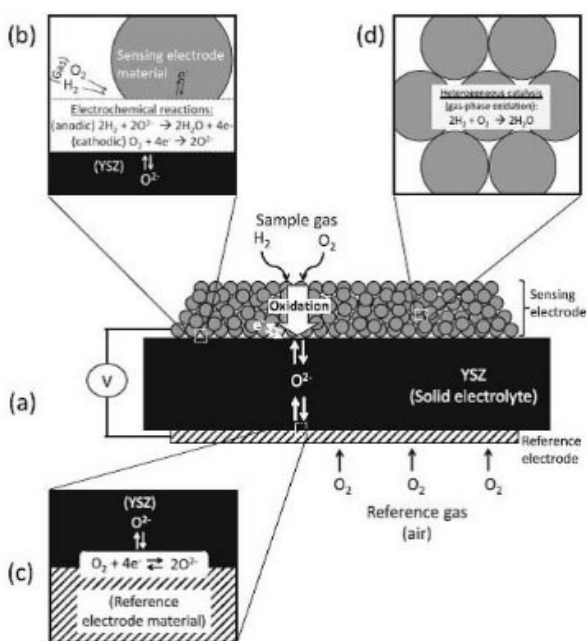 (b)
Sensing electrode
material
(Gas)
O₂
H₂
e⁻
Electrochemical reactions:
(anodic) 2H₂ + 2O²⁻ → 2H₂O + 4e⁻
(cathodic) O₂ + 4e⁻ → 2O²⁻
(YSZ)
O²⁻
(d)
Heterogeneous catalysis
(gas-phase oxidation):
2H₂ + O₂ → 2H₂O
Sample gas
H₂ O₂
Oxidation
Sensing
electrode
e⁻
V
(a)
O²⁻
YSZ
(Solid electrolyte)
Reference
electrode
O₂ O₂ O₂
Reference gas
(air)
(c)
(YSZ)
O²⁻
O₂ + 4e⁻ ⇄ 2O²⁻
(Reference
electrode material)